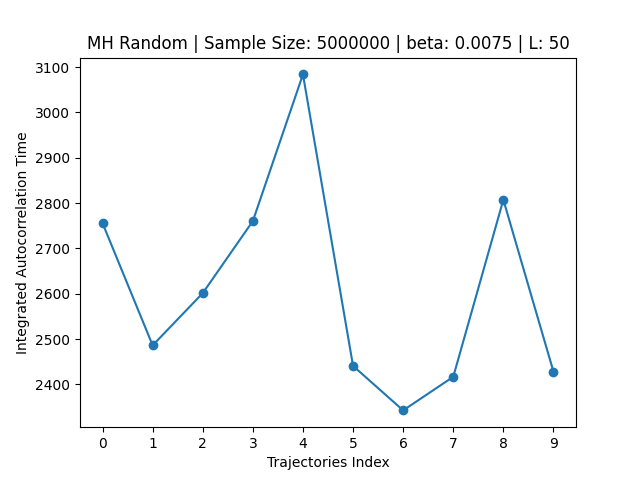 MH Random | Sample Size: 5000000 | beta: 0.0075 | L: 50
3100
3000
2900
2800
2700
2600
2500
2400
Integrated Autocorrelation Time
0 1 2 3 4 5 6 7 8 9
Trajectories Index